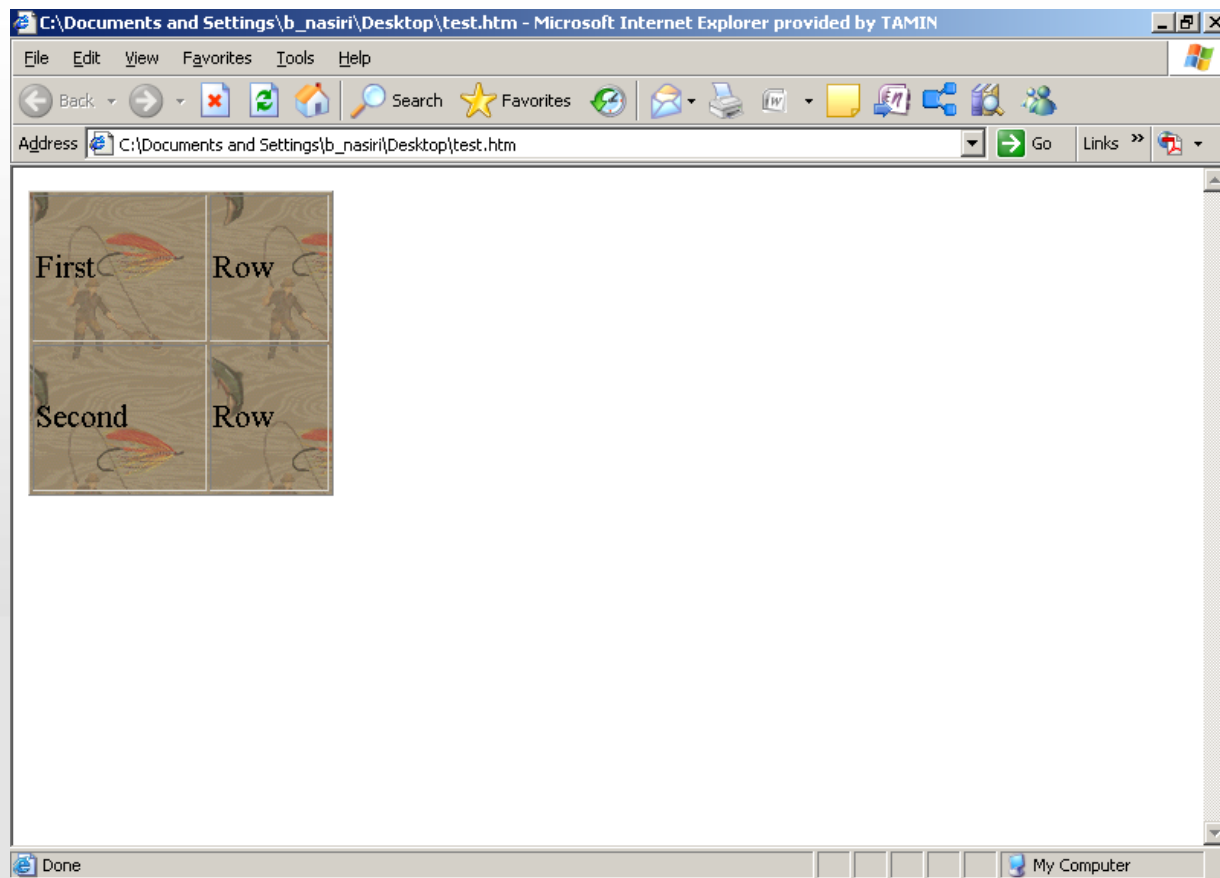 C:\Documents and Settings\b_nasiri\Desktop\test.htm - Microsoft Internet Explorer provided by TAMIN
File Edit View Favorites Tools Help
Back Search Favorites
Address C:\Documents and Settings\b_nasiri\Desktop\test.htm Go Links »
First Row
Second Row
Done My Computer